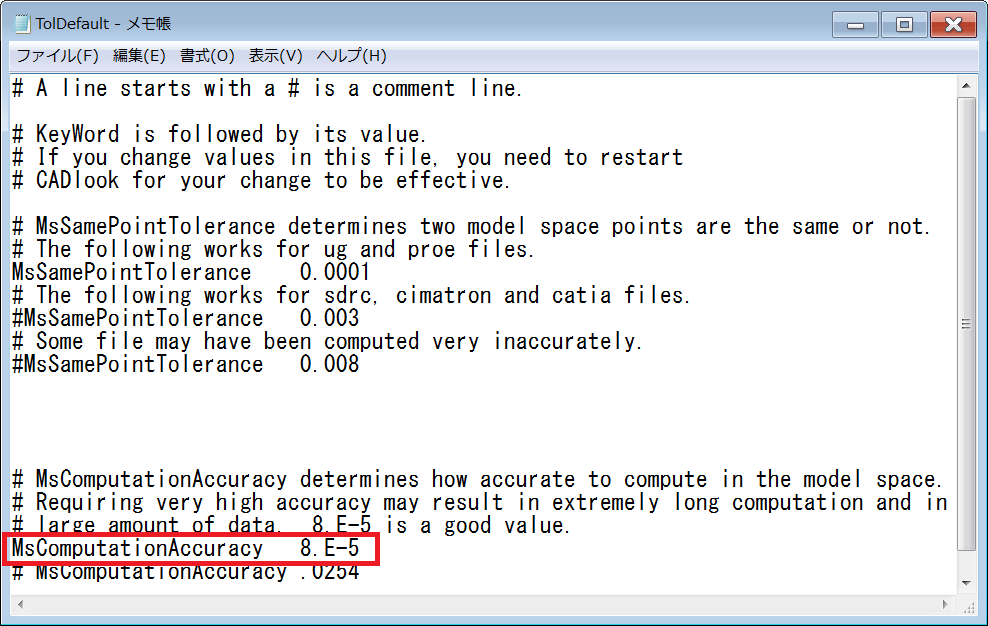 TolDefault - メモ帳
ファイル(F) 編集(E) 書式(O) 表示(V) ヘルプ(H)
# A line starts with a # is a comment line.
# KeyWord is followed by its value.
# If you change values in this file, you need to restart
# CADlook for your change to be effective.
# MsSamePointTolerance determines two model space points are the same or not.
# The following works for ug and proe files.
MsSamePointTolerance    0.0001
# The following works for sdrc, cimatron and catia files.
#MsSamePointTolerance   0.003
# Some file may have been computed very inaccurately.
#MsSamePointTolerance   0.008
# MsComputationAccuracy determines how accurate to compute in the model space.
# Requiring very high accuracy may result in extremely long computation and in
# large amount of data.  8.E-5 is a good value.
MsComputationAccuracy   8.E-5
# MsComputationAccuracy .0254